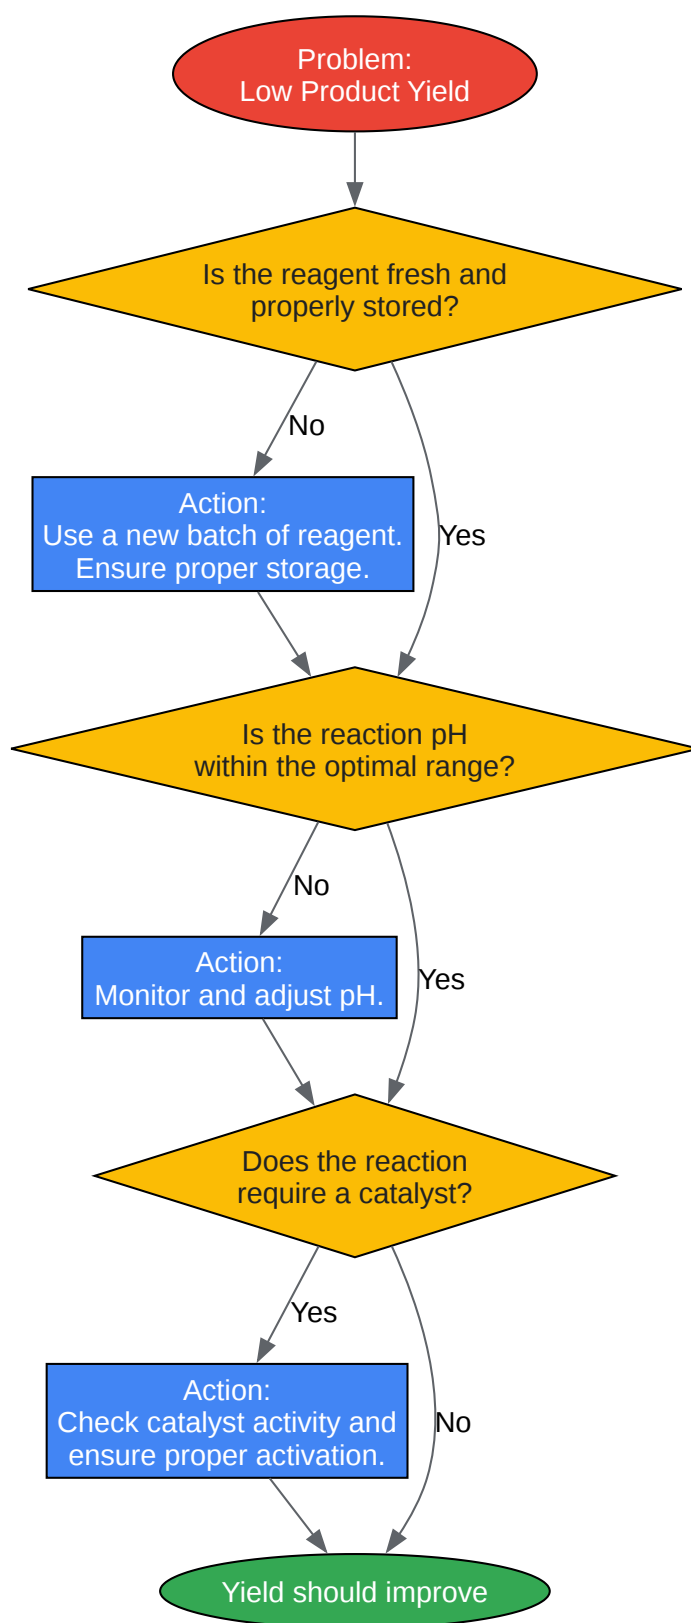 Problem:
Low Product Yield
Is the reagent fresh and
properly stored?
No
Action:
Use a new batch of reagent.
Ensure proper storage.
Yes
Is the reaction pH
within the optimal range?
No
Action:
Monitor and adjust pH.
Yes
Does the reaction
require a catalyst?
Yes
Action:
Check catalyst activity and
ensure proper activation.
No
Yield should improve